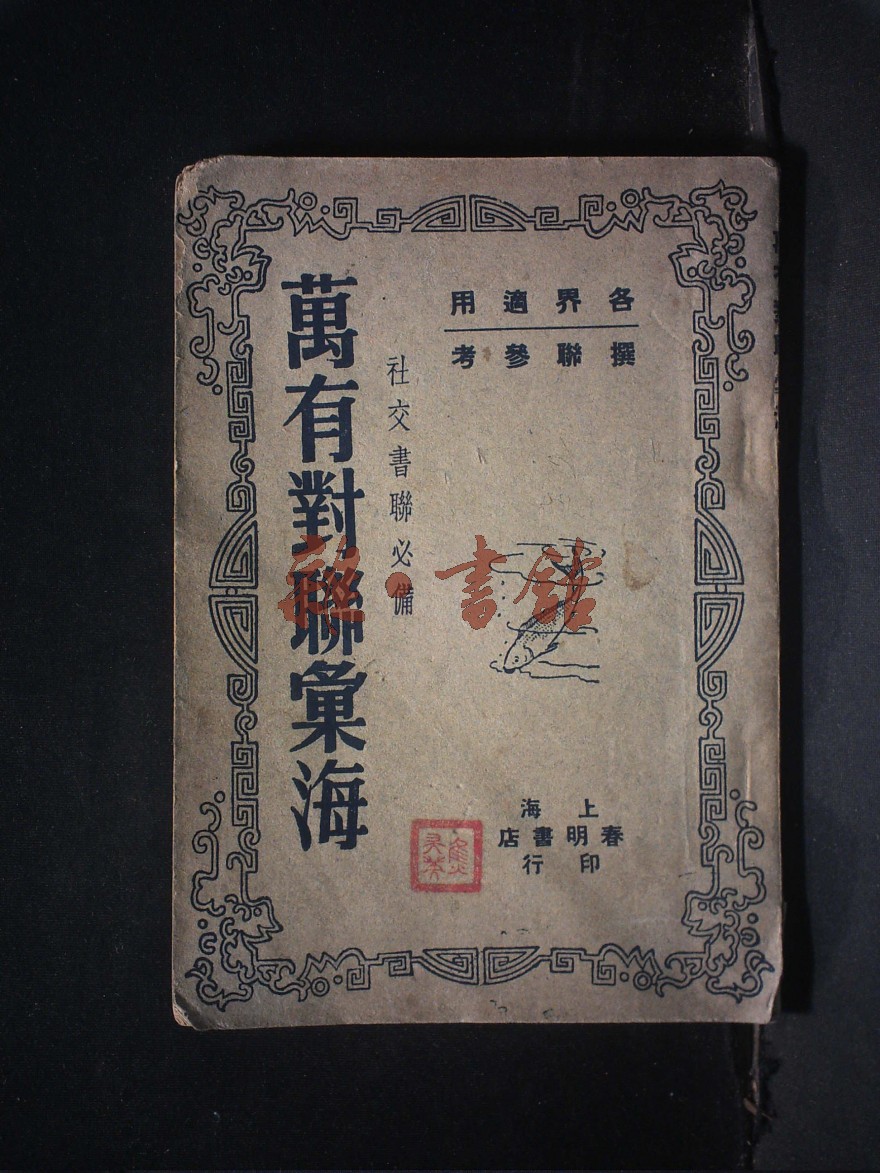 各界適用
撰聯參考
社交書聯必備
萬有對聯彙海
上海
春明書店
印行